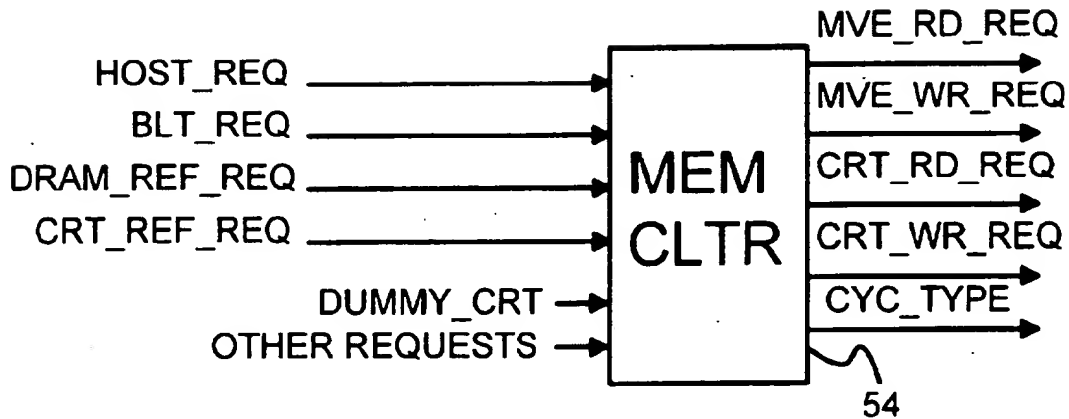 HOST_REQ
BLT_REQ
DRAM_REF_REQ
CRT_REF_REQ
DUMMY_CRT
OTHER REQUESTS
MEM
CLTR
MVE_RD_REQ
MVE_WR_REQ
CRT_RD_REQ
CRT_WR_REQ
CYC_TYPE
54